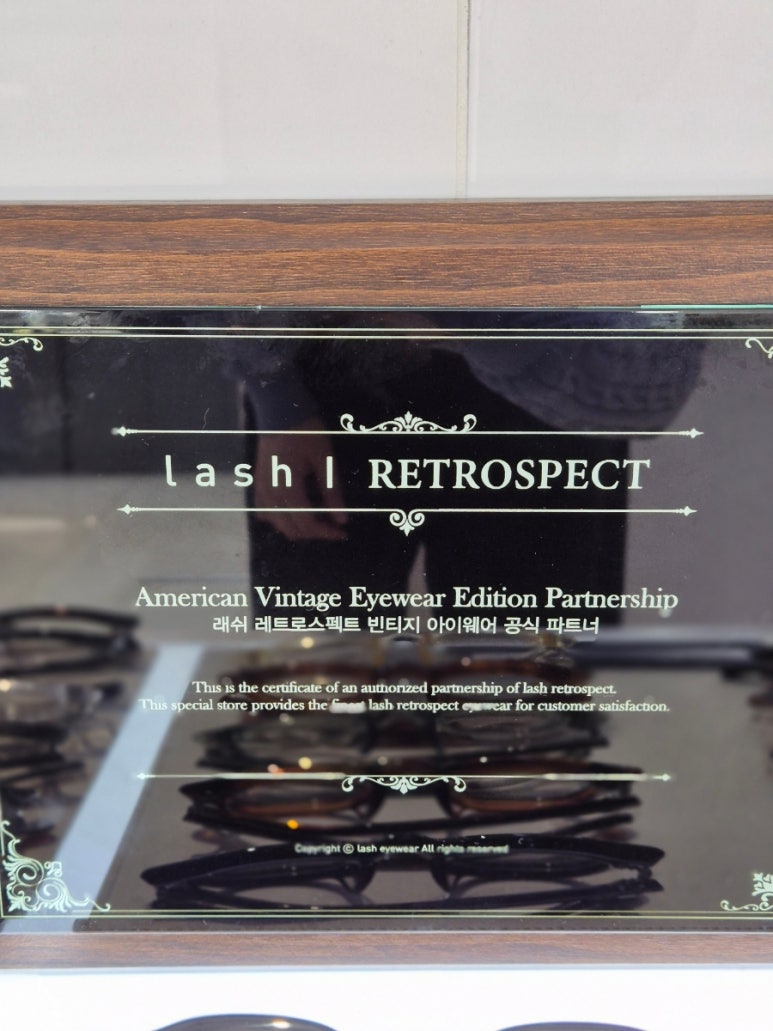 lash | RETROSPECT
American Vintage Eyewear Edition Partnership
래쉬 레트로스펙트 빈티지 아이웨어 공식 파트너
This is the certificate of an authorized partnership of lash retrospect.
This special store provides the finest lash retrospect eyewear for customer satisfaction.
Copyright © lash eyewear All rights reserved